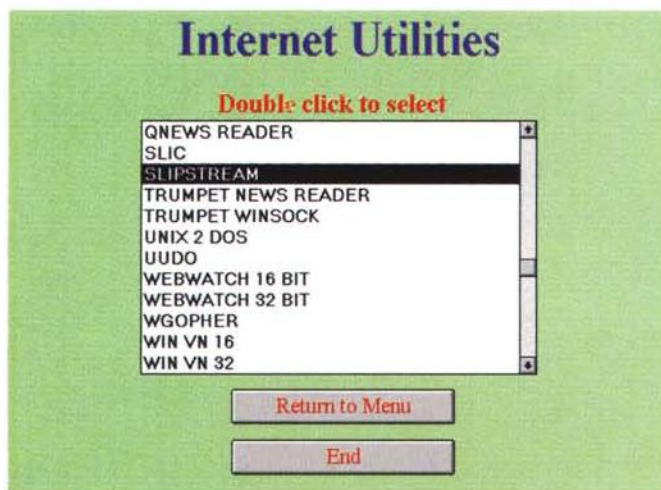 Internet Utilities
Double click to select
QNEWS READER
SLIC
SLIPSTREAM
TRUMPET NEWS READER
TRUMPET WINSOCK
UNIX 2 DOS
UUDO
WEBWATCH 16 BIT
WEBWATCH 32 BIT
WGOPHER
WIN VN 16
WIN VN 32
Return to Menu
End